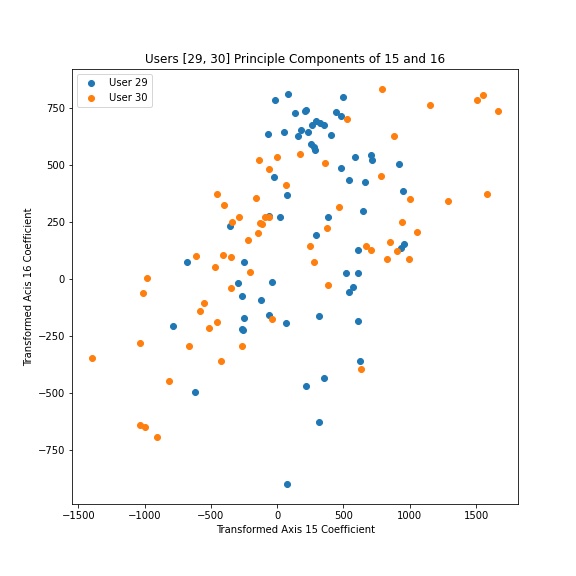 Users [29, 30] Principle Components of 15 and 16
User 29
User 30
Transformed Acis 16 Coefficient
750
500
250
0
−250
−500
−750
−1500
−1000
−500
0
500
1000
1500
Transformed Axis 15 Coefficient